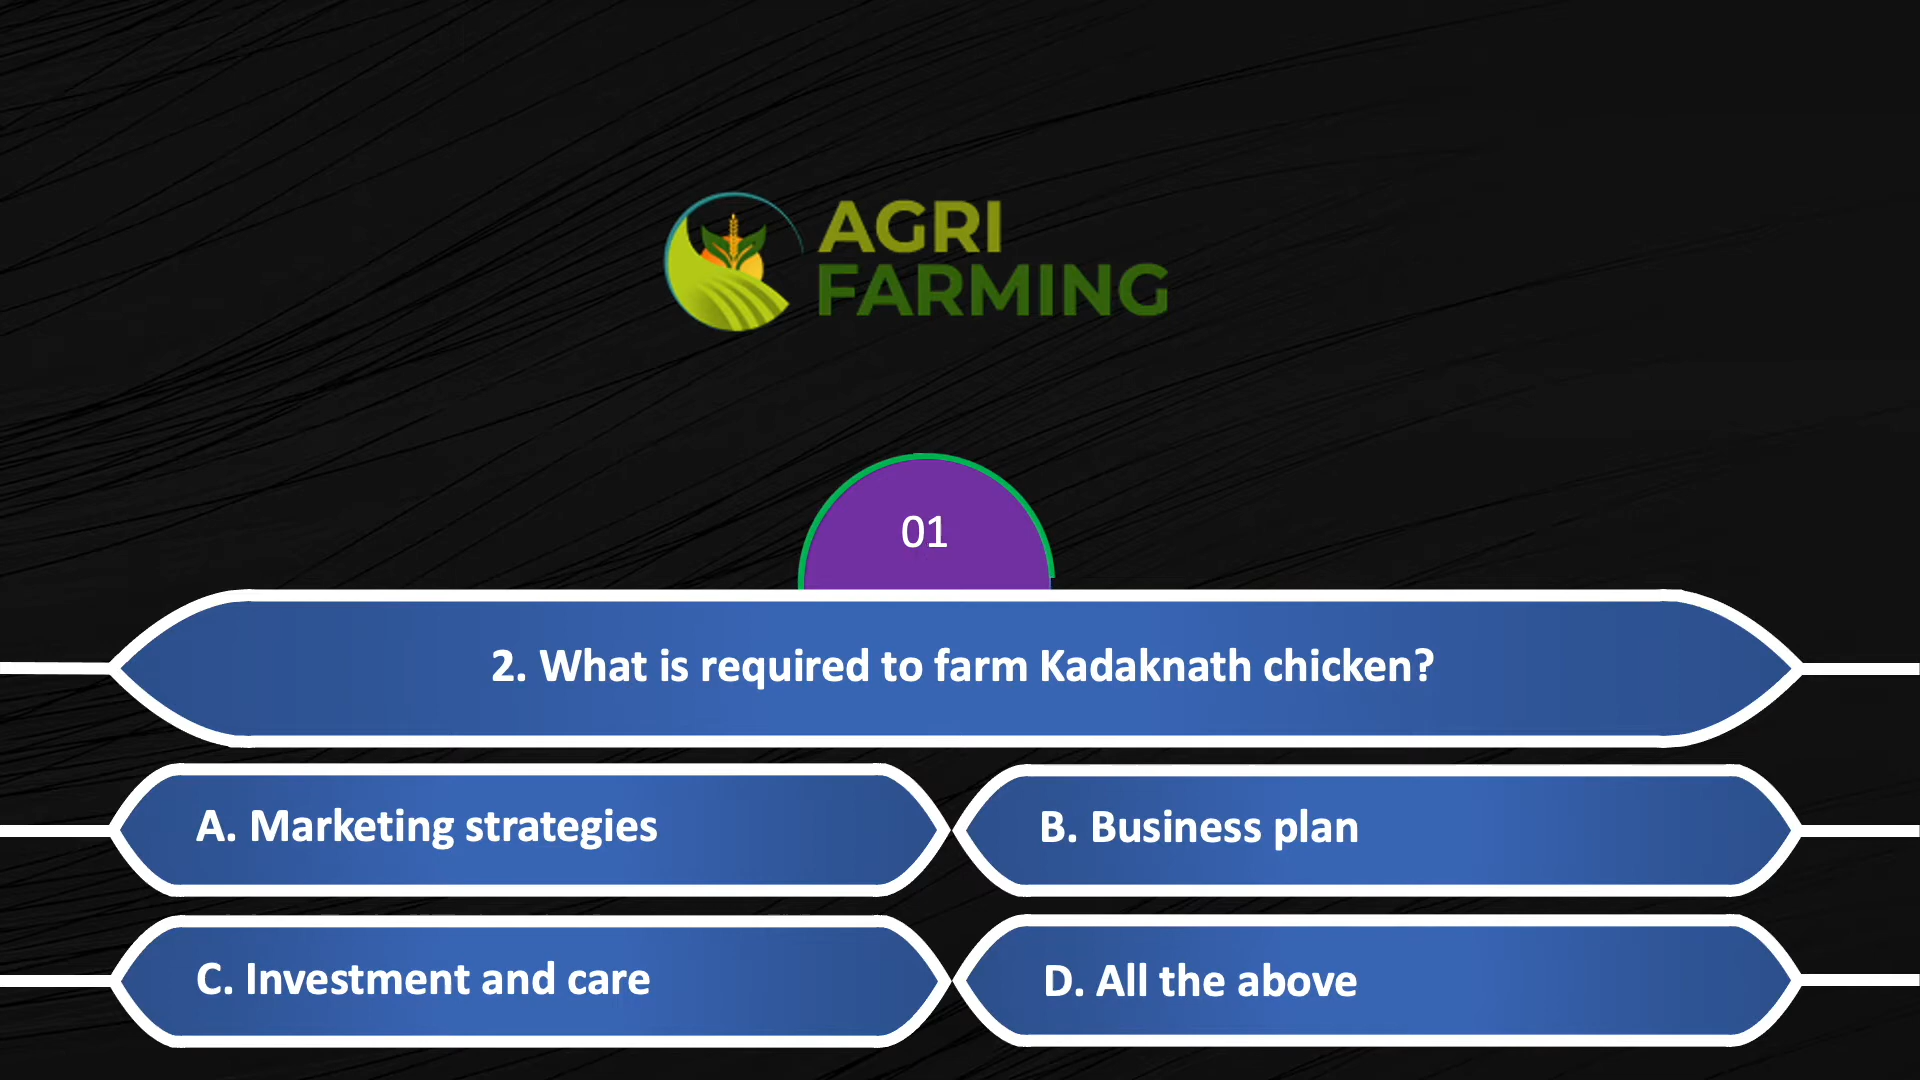 AGRI
FARMING
01
2. What is required to farm Kadaknath chicken?
A. Marketing strategies
B. Business plan
C. Investment and care
D. All the above